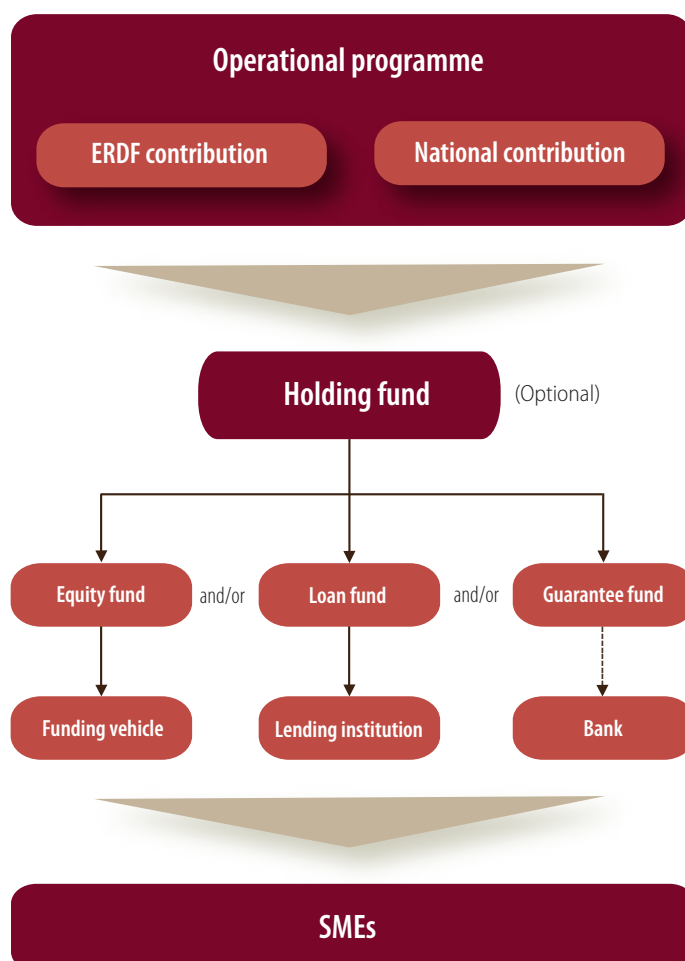 Operational programme
ERDF contribution
National contribution
Holding fund
(Optional)
Equity fund
and/or
Loan fund
and/or
Guarantee fund
Funding vehicle
Lending institution
Bank
SMEs